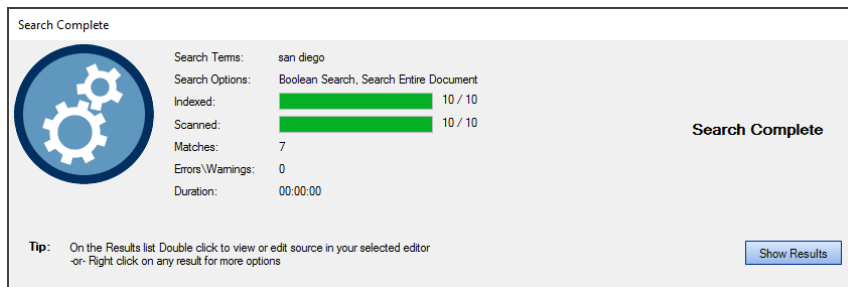 Search Complete
Search Terms: san diego
Search Options: Boolean Search, Search Entire Document
Indexed: 10 / 10
Scanned: 10 / 10
Matches: 7
Errors\Warnings: 0
Duration: 00:00:00
Search Complete
Tip: On the Results list Double click to view or edit source in your selected editor
-or- Right click on any result for more options
Show Results